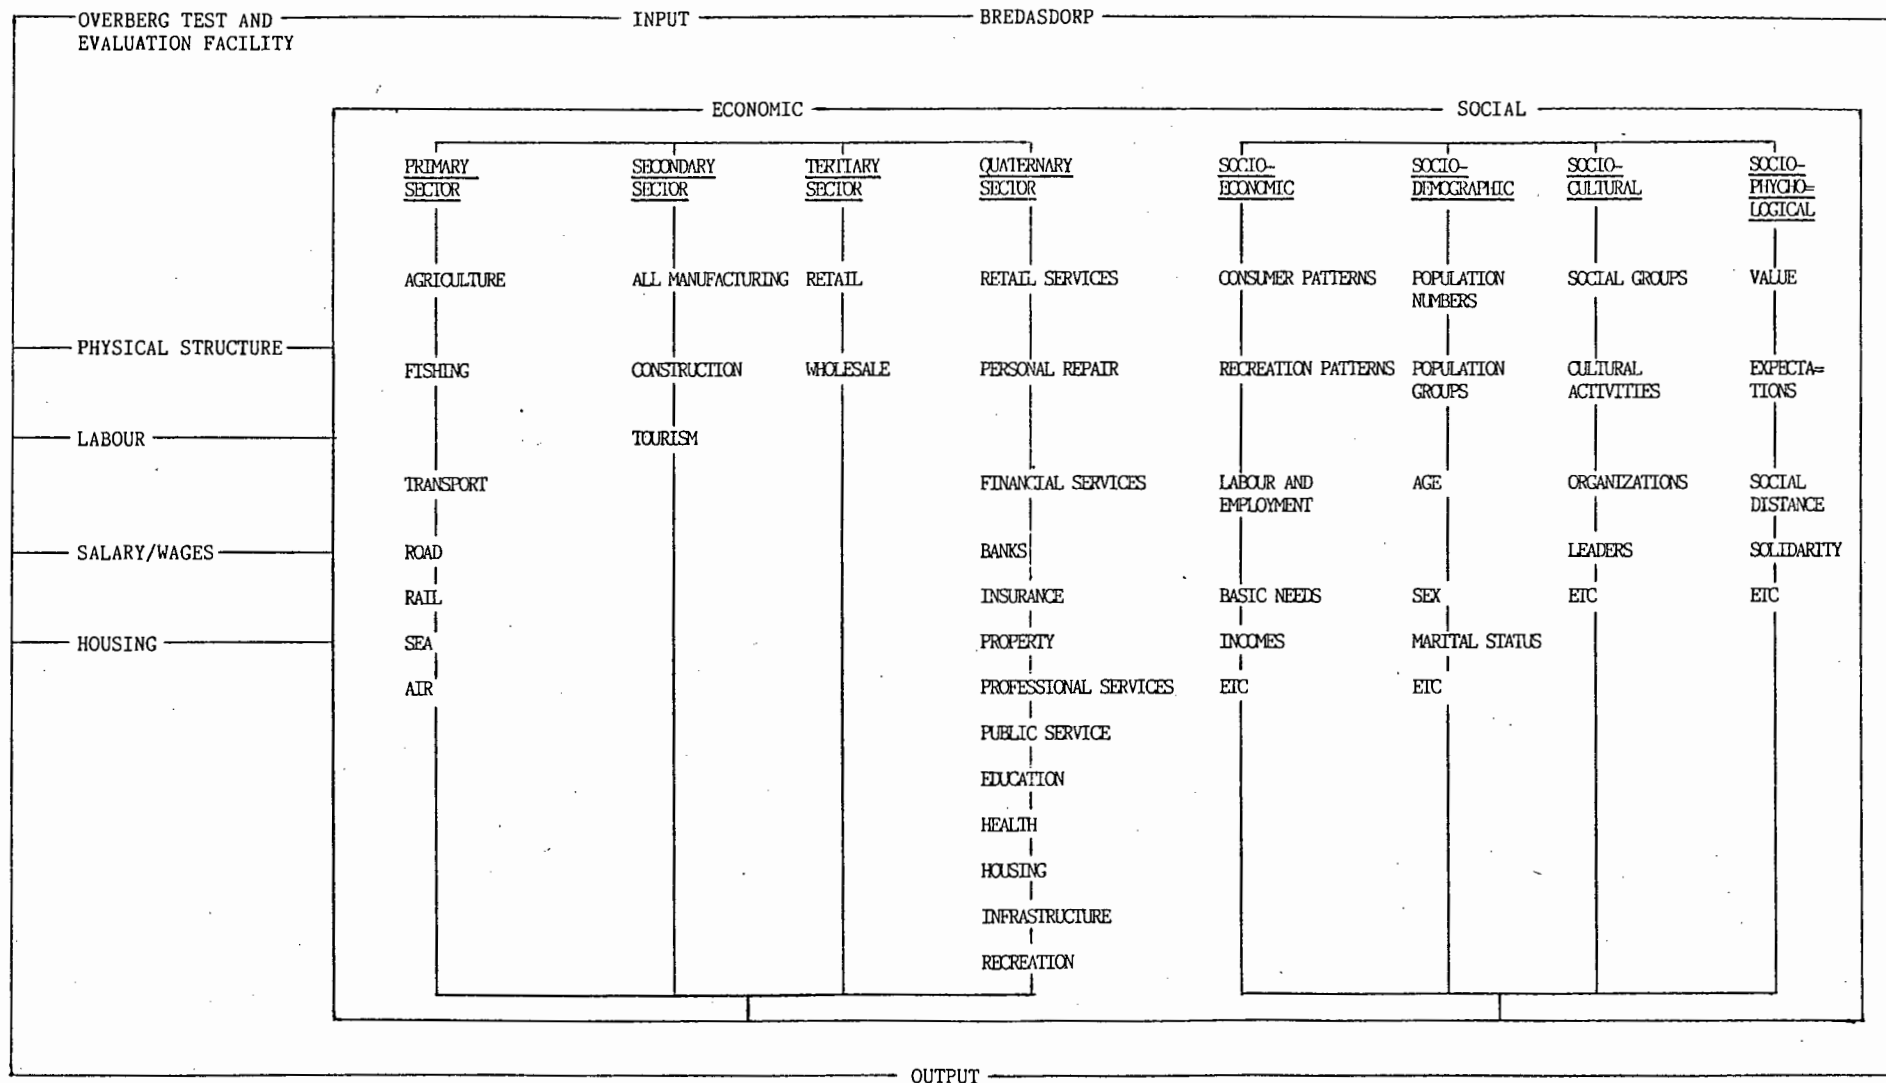 OVERBERG TEST AND
EVALUATION FACILITY
INPUT
BREDASDORP
ECONOMIC
SOCIAL
PRIMARY
SECTOR
SECONDARY
SECTOR
TERTIARY
SECTOR
QUATERNARY
SECTOR
SOCIO-
ECONOMIC
SOCIO-
DEMOGRAPHIC
SOCIO-
CULTURAL
SOCIO-
PHYCHO=
LOGICAL
PHYSICAL STRUCTURE
LABOUR
SALARY/WAGES
HOUSING
AGRICULTURE
FISHING
TRANSPORT
ROAD
RAIL
SEA
AIR
ALL MANUFACTURING
CONSTRUCTION
TOURISM
RETAIL
WHOLESALE
RETAIL SERVICES
PERSONAL REPAIR
FINANCIAL SERVICES
BANKS
INSURANCE
PROPERTY
PROFESSIONAL SERVICES
PUBLIC SERVICE
EDUCATION
HEALTH
HOUSING
INFRASTRUCTURE
RECREATION
CONSUMER PATTERNS
RECREATION PATTERNS
LABOUR AND
EMPLOYMENT
BASIC NEEDS
INCOMES
ETC
POPULATION
NUMBERS
POPULATION
GROUPS
AGE
SEX
MARITAL STATUS
ETC
SOCIAL GROUPS
CULTURAL
ACTIVITIES
ORGANIZATIONS
LEADERS
ETC
VALUE
EXPECTA=
TIONS
SOCIAL
DISTANCE
SOLIDARITY
ETC
OUTPUT